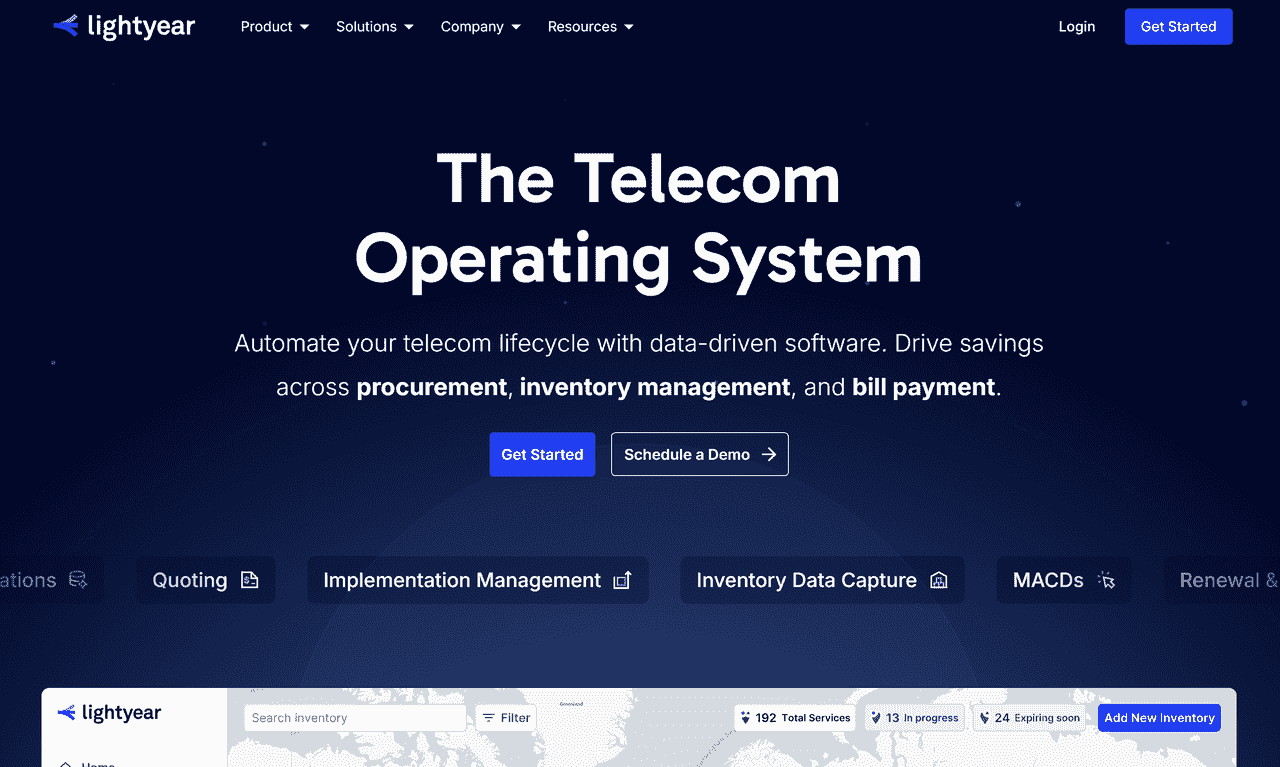 lightyear
Product
Solutions
Company
Resources
Login
Get Started
The Telecom
Operating System
Automate your telecom lifecycle with data-driven software. Drive savings
across procurement, inventory management, and bill payment.
Get Started
Schedule a Demo
ations
Quoting
Implementation Management
Inventory Data Capture
MACDs
Renewal &
lightyear
Search inventory
Filter
Greenland
192 Total Services
13 In progress
24 Expiring soon
Add New Inventory
Home